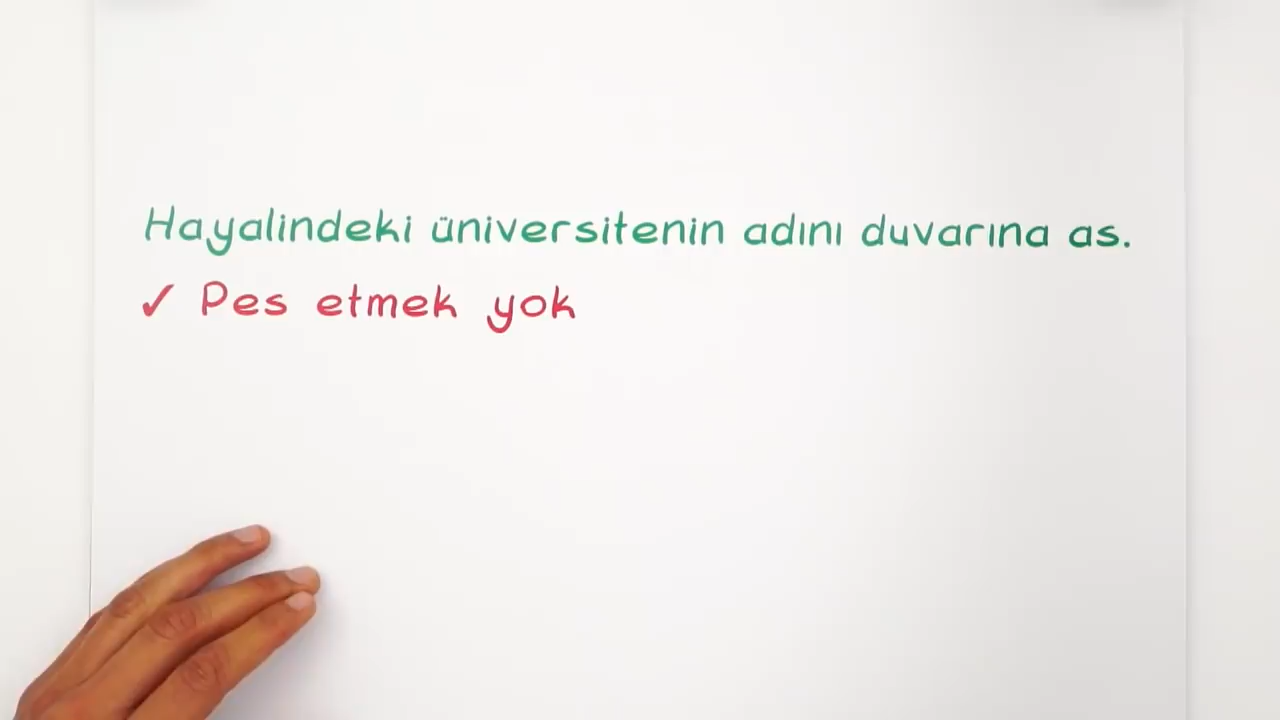 Hayalindeki üniversitenin adını duvarına as.
✓ Pes etmek yok